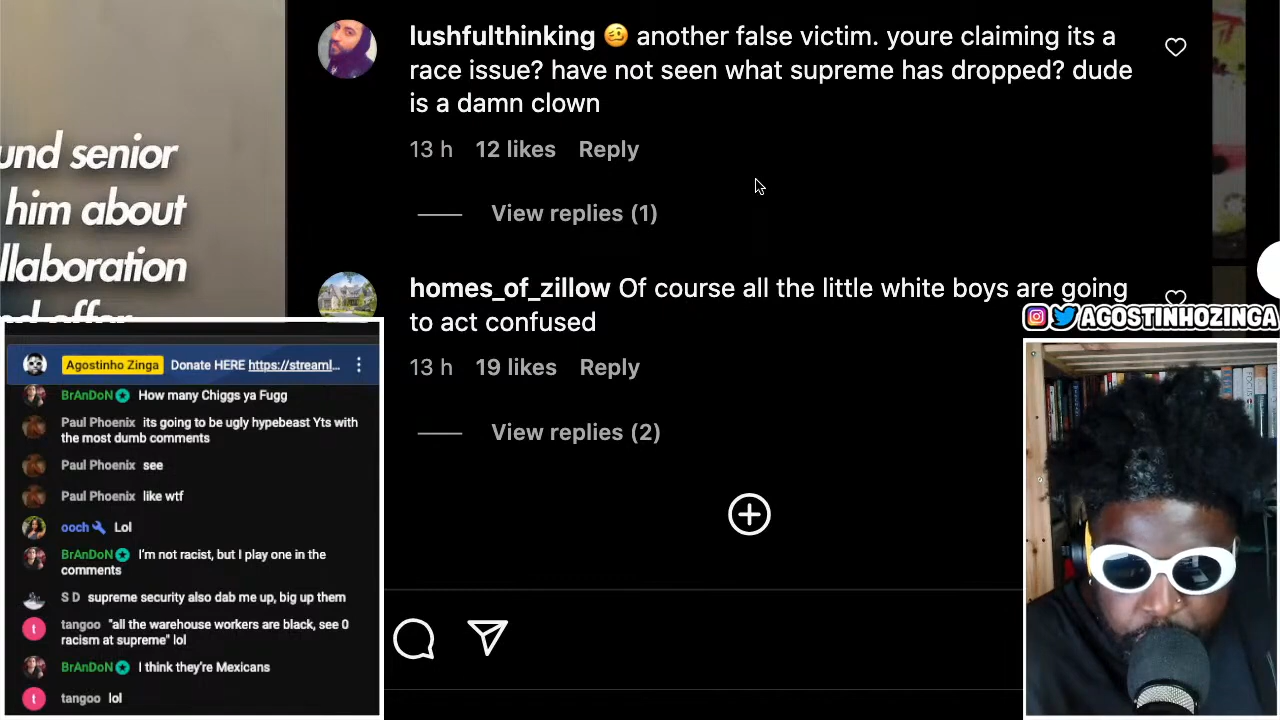 lushfulthinking 🥴 another false victim. youre claiming its a
race issue? have not seen what supreme has dropped? dude
is a damn clown
13 h 12 likes Reply
View replies (1)
homes_of_zillow Of course all the little white boys are going
to act confused
13 h 19 likes Reply
View replies (2)
und senior
him about
llaboration
AGOSTINHOZINGA
Agostinho Zinga Donate HERE https://streaml...
BrAnDoN How many Chiggs ya Fugg
Paul Phoenix its going to be ugly hypebeast Yts with
the most dumb comments
Paul Phoenix see
Paul Phoenix like wtf
ooch Lol
BrAnDoN I'm not racist, but I play one in the
comments
S D supreme security also dab me up, big up them
t tangoo "all the warehouse workers are black, see 0
racism at supreme" lol
BrAnDoN I think they're Mexicans
t tangoo lol